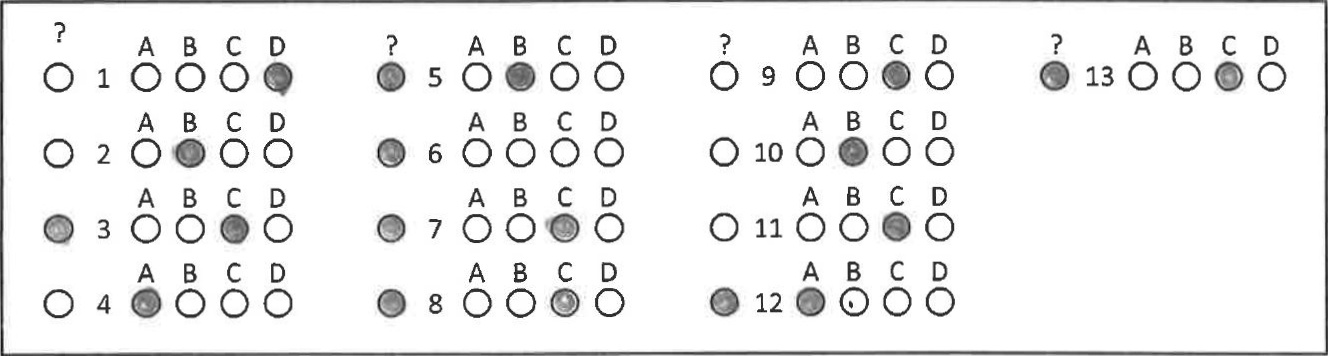 ? A B C D ? A B C D ? A B C D ? A B C D
1 5 9 13
A B C D A B C D A B C D
2 6 10
A B C D A B C D A B C D
3 7 11
A B C D A B C D A B C D
4 8 12